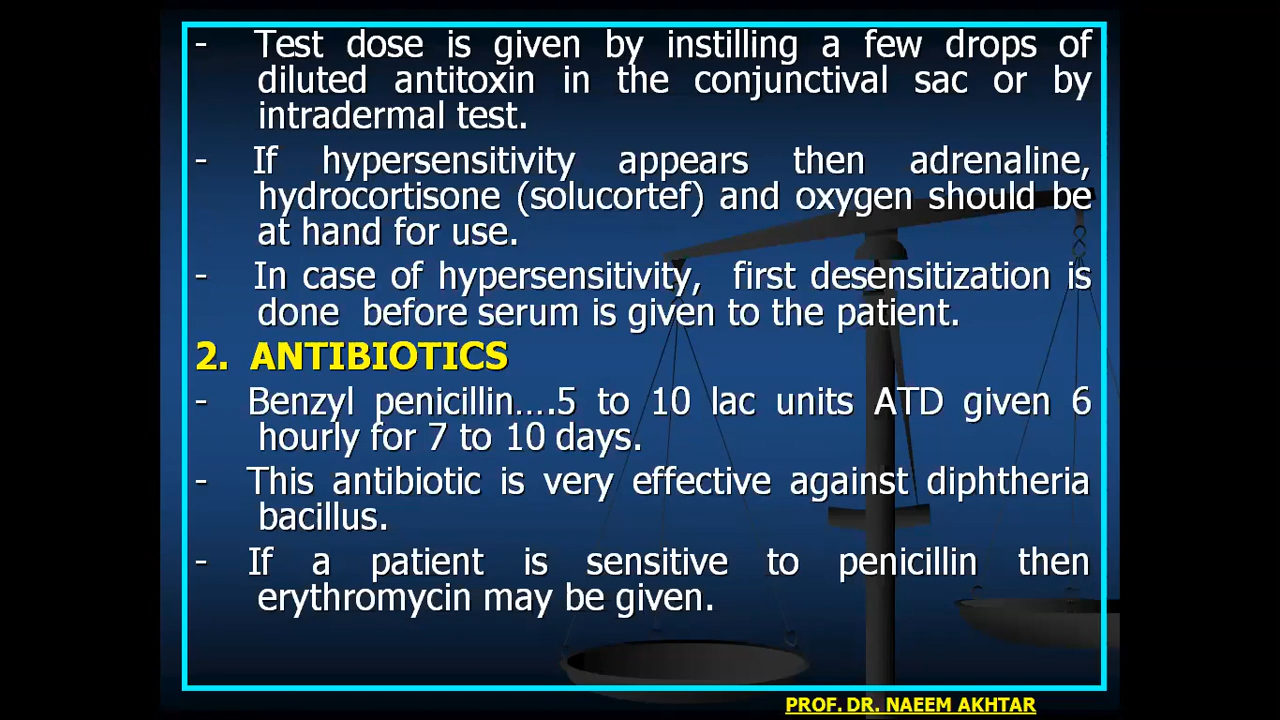 - Test dose is given by instilling a few drops of
diluted antitoxin in the conjunctival sac or by
intradermal test.
- If hypersensitivity appears then adrenaline,
hydrocortisone (solucortef) and oxygen should be
at hand for use.
- In case of hypersensitivity, first desensitization is
done before serum is given to the patient.
2. ANTIBIOTICS
- Benzyl penicillin....5 to 10 lac units ATD given 6
hourly for 7 to 10 days.
- This antibiotic is very effective against diphtheria
bacillus.
- If a patient is sensitive to penicillin then
erythromycin may be given.
PROF. DR. NAEEM AKHTAR